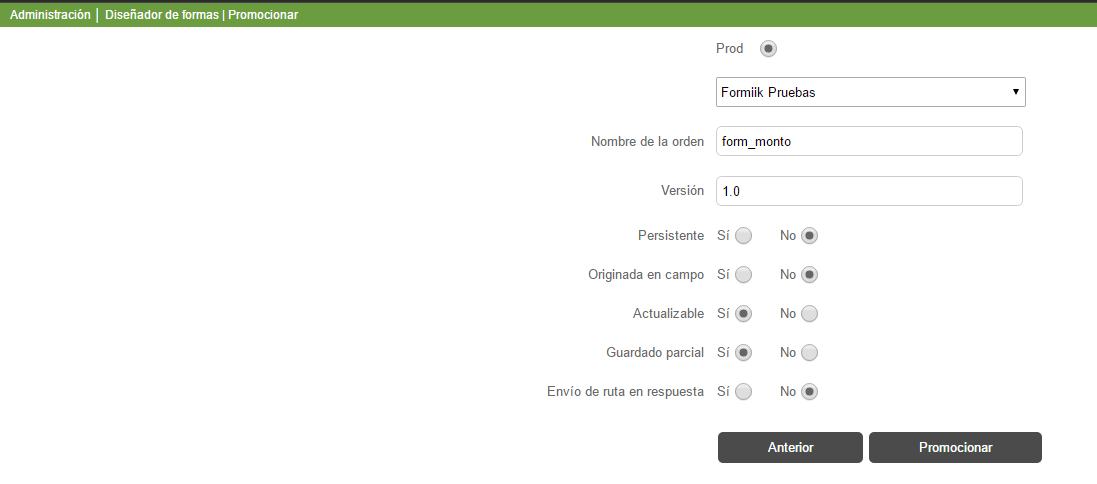 Administración | Diseñador de formas | Promocionar
Prod
Formiik Pruebas
Nombre de la orden form_monto
Versión 1.0
Persistente Sí No
Originada en campo Sí No
Actualizable Sí No
Guardado parcial Sí No
Envío de ruta en respuesta Sí No
Anterior Promocionar